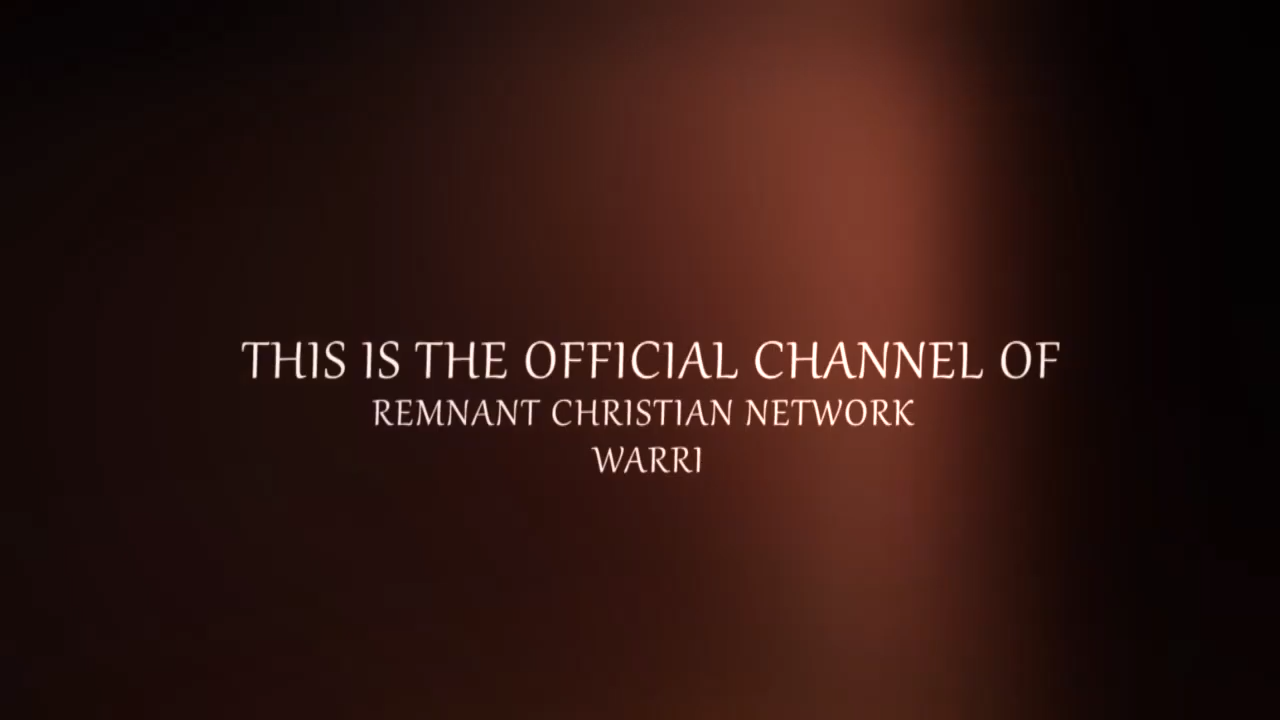 THIS IS THE OFFICIAL CHANNEL OF
REMNANT CHRISTIAN NETWORK
WARRI